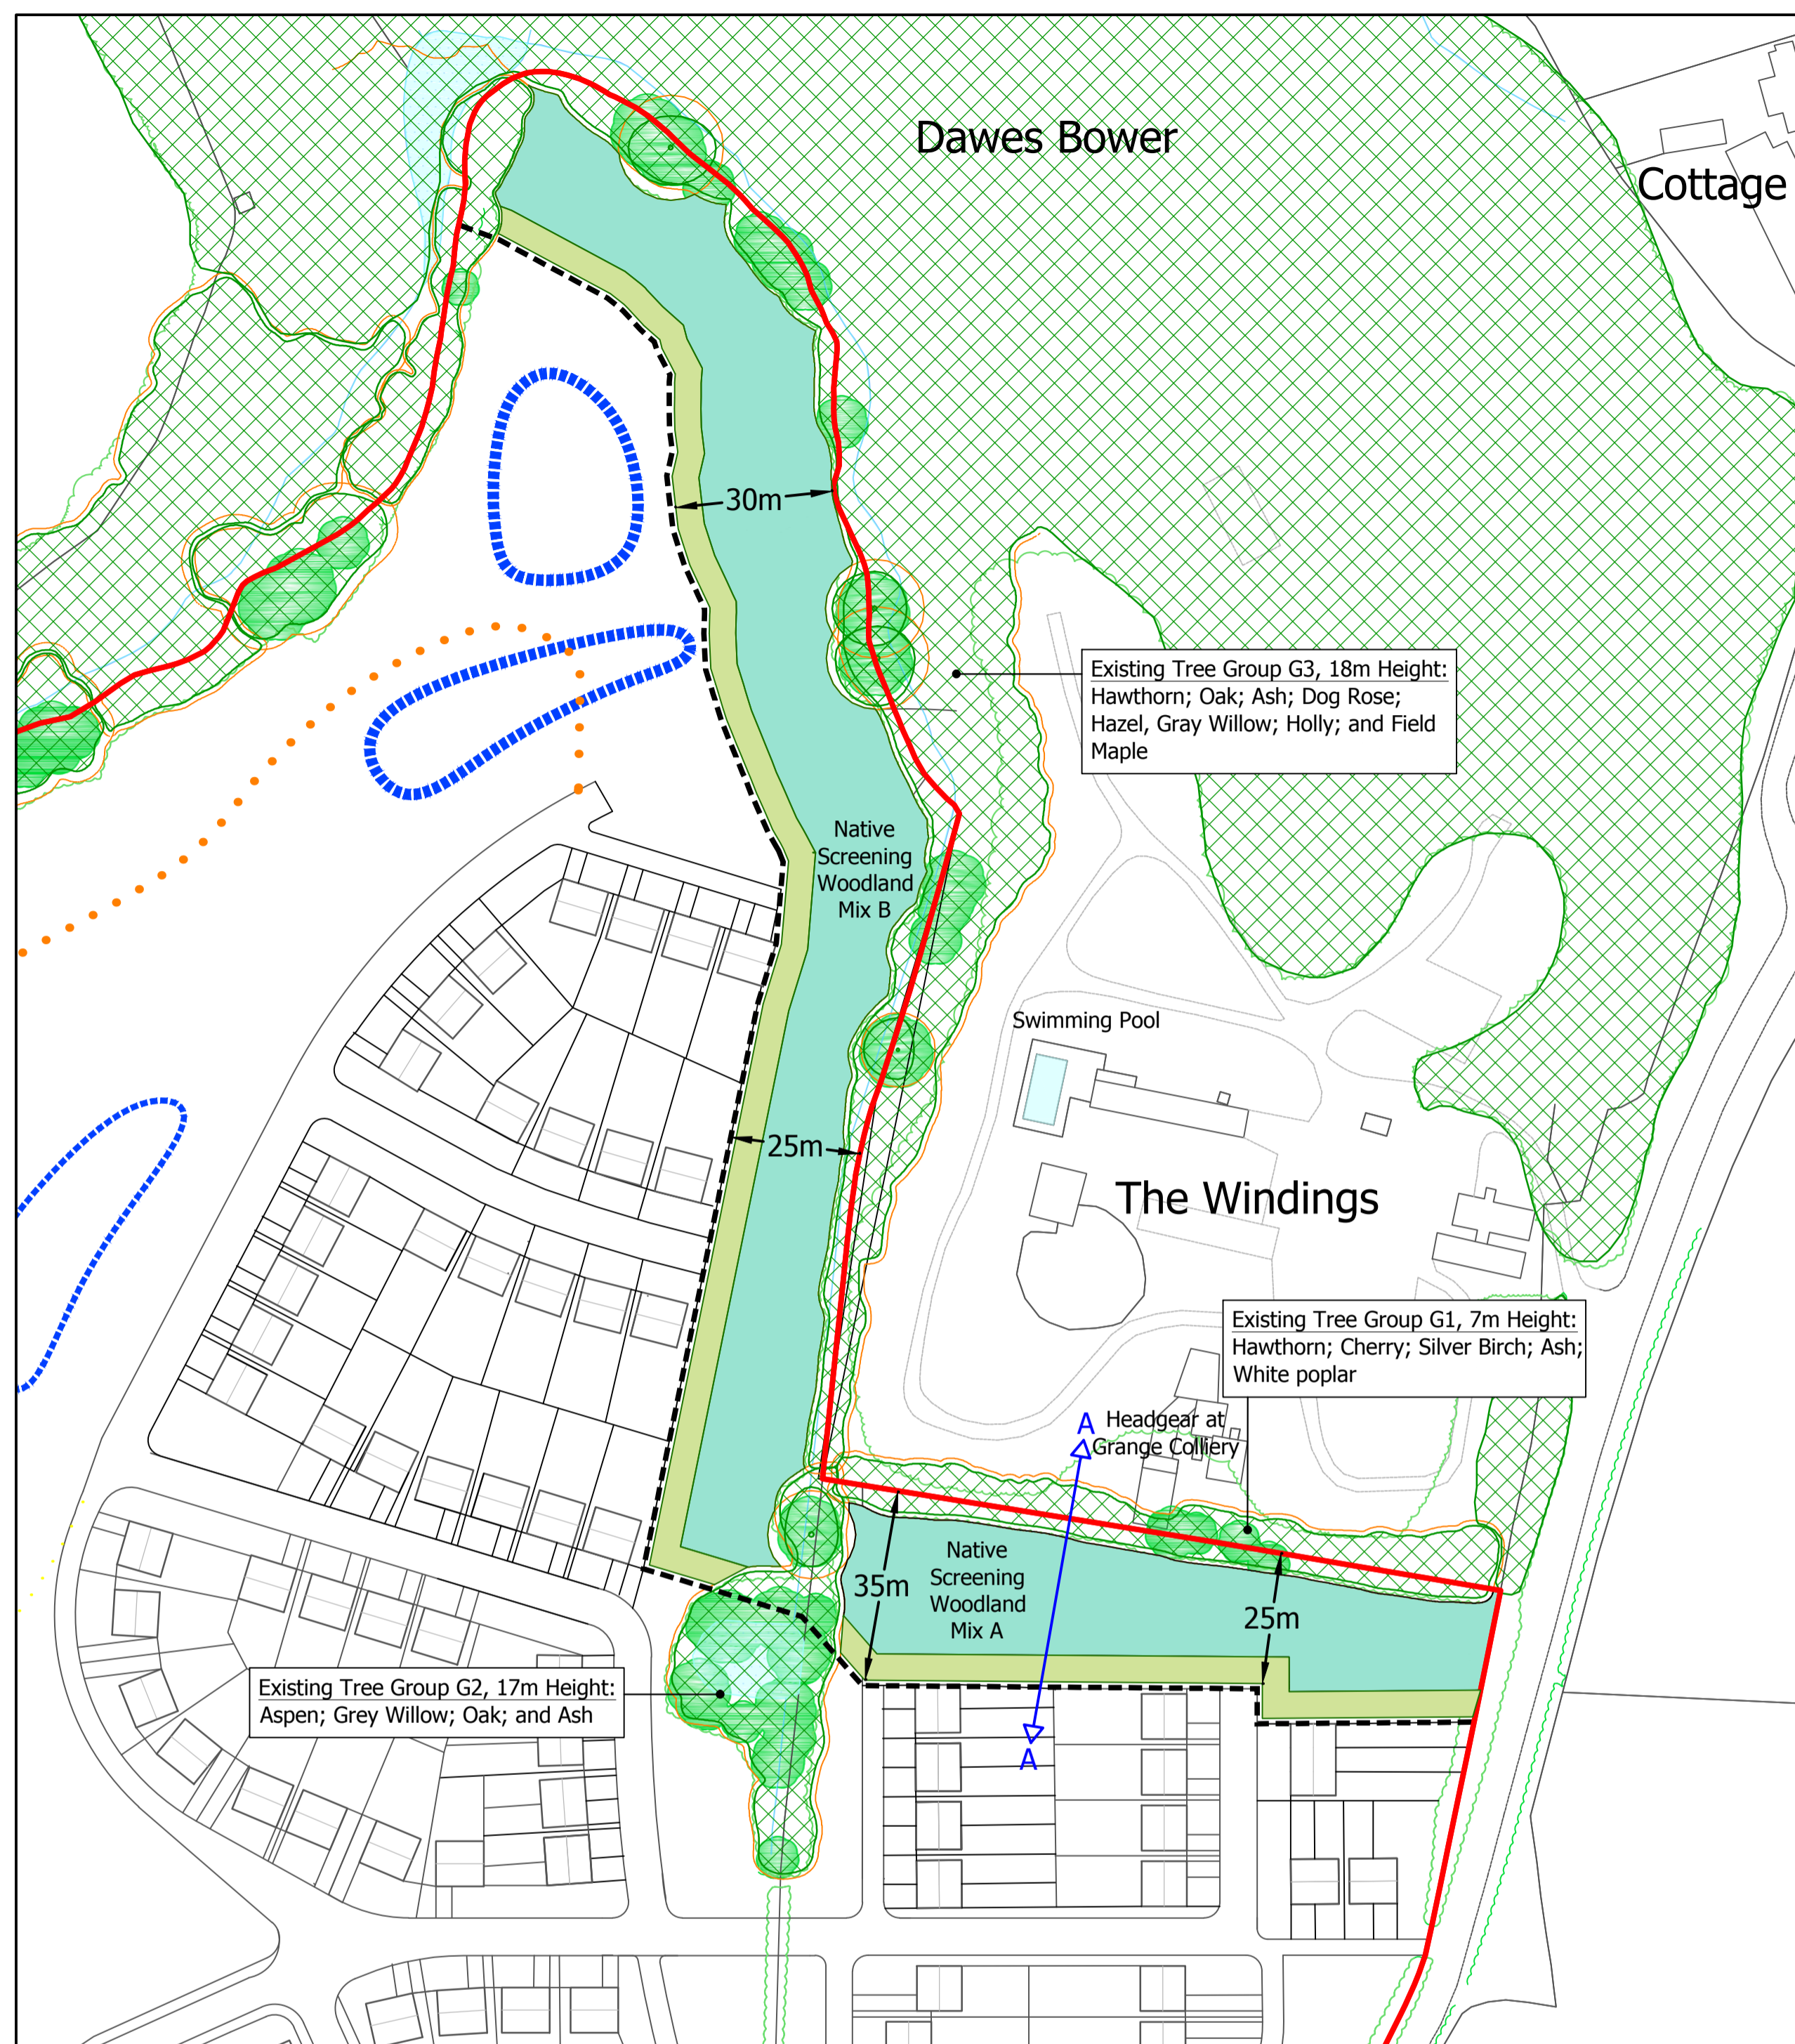 Dawes Bower
Cottage
30m
Existing Tree Group G3, 18m Height:
Hawthorn; Oak; Ash; Dog Rose;
Hazel, Gray Willow; Holly; and Field
Maple
Native
Screening
Woodland
Mix B
Swimming Pool
25m
The Windings
Existing Tree Group G1, 7m Height:
Hawthorn; Cherry; Silver Birch; Ash;
White poplar
A
Headgear at
Grange Colliery
Native
Screening
Woodland
Mix A
35m
25m
Existing Tree Group G2, 17m Height:
Aspen; Grey Willow; Oak; and Ash
A